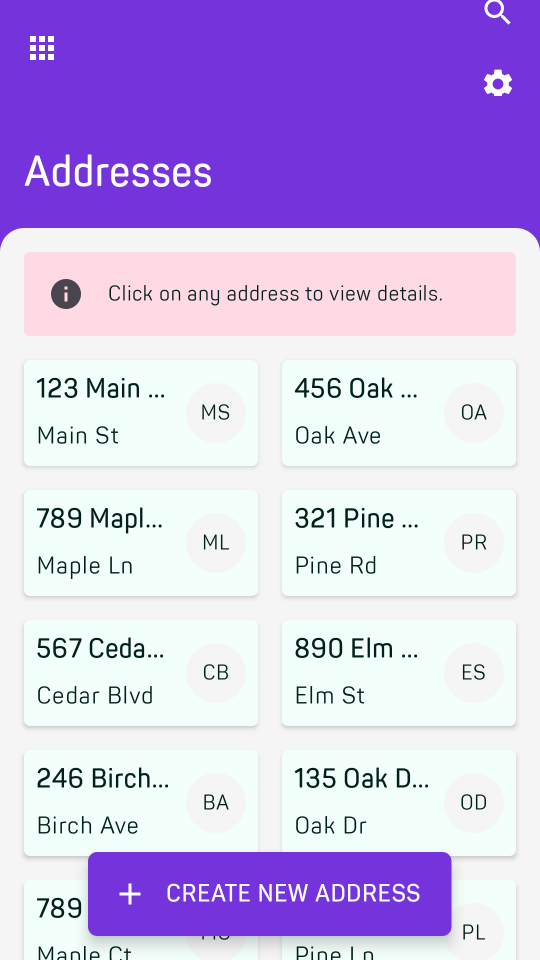 Addresses
Click on any address to view details.
123 Main ...
Main St
MS
456 Oak ...
Oak Ave
OA
789 Mapl...
Maple Ln
ML
321 Pine ...
Pine Rd
PR
567 Ceda...
Cedar Blvd
CB
890 Elm ...
Elm St
ES
246 Birch...
Birch Ave
BA
135 Oak D...
Oak Dr
OD
789
Maple Ct
PL
Pine Ln
CREATE NEW ADDRESS